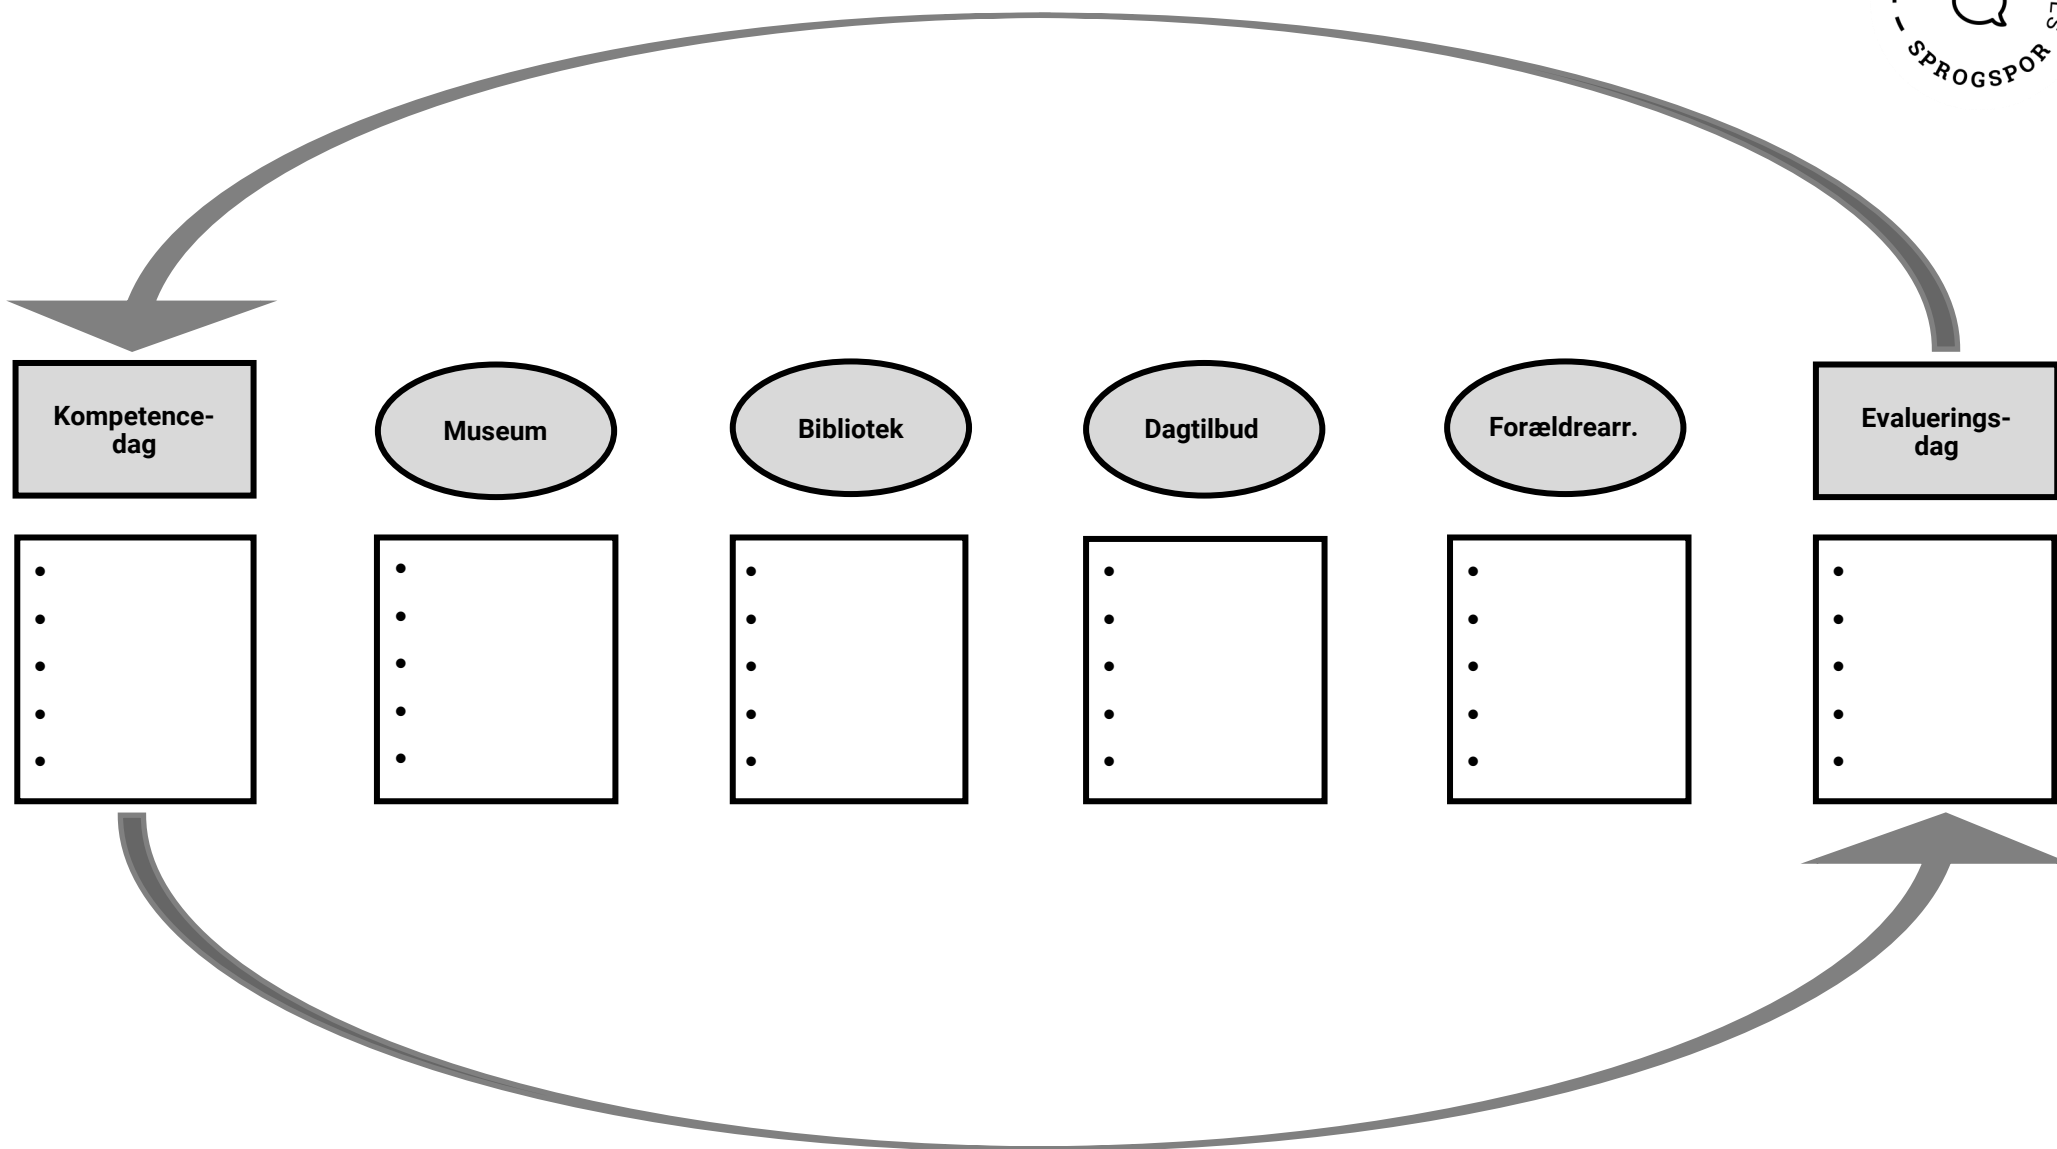 SPROGSPOR
Kompetence-
dag
Museum
Bibliotek
Dagtilbud
Forældrearr.
Evaluerings-
dag